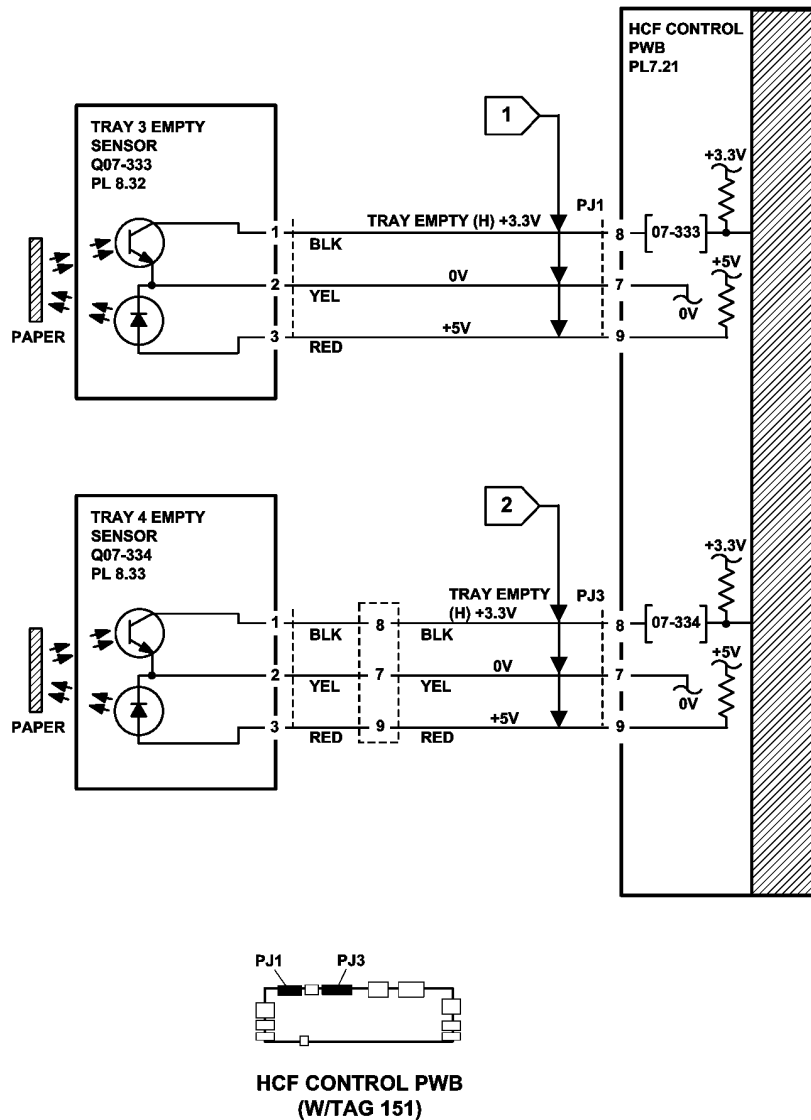 HCF CONTROL
PWB
PL7.21
TRAY 3 EMPTY
SENSOR
Q07-333
PL 8.32
1
+3.3V
PJ1
1
TRAY EMPTY (H) +3.3V
8
07-333
BLK
+5V
2
0V
7
YEL
0V
3
+5V
9
RED
PAPER
TRAY 4 EMPTY
SENSOR
Q07-334
PL 8.33
2
+3.3V
TRAY EMPTY
(H) +3.3V
PJ3
1
8
8
07-334
BLK
BLK
+5V
2
7
0V
7
YEL
YEL
0V
3
9
+5V
9
RED
RED
PAPER
PJ1
PJ3
HCF CONTROL PWB
(W/TAG 151)